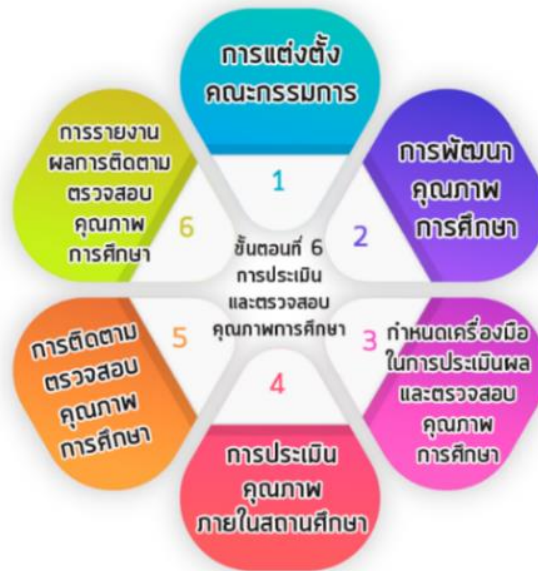 การแต่งตั้ง
คณะกรรมการ
1
การพัฒนา
คุณภาพ
การศึกษา
2
3
กำหนดเครื่องมือ
ในการประเมินผล
และตรวจสอบ
คุณภาพ
การศึกษา
4
การประเมิน
คุณภาพ
ภายในสถานศึกษา
5
การติดตาม
ตรวจสอบ
คุณภาพ
การศึกษา
6
การรายงาน
ผลการติดตาม
ตรวจสอบ
คุณภาพ
การศึกษา
ขั้นตอนที่ 6
การประเมิน
และตรวจสอบ
คุณภาพการศึกษา